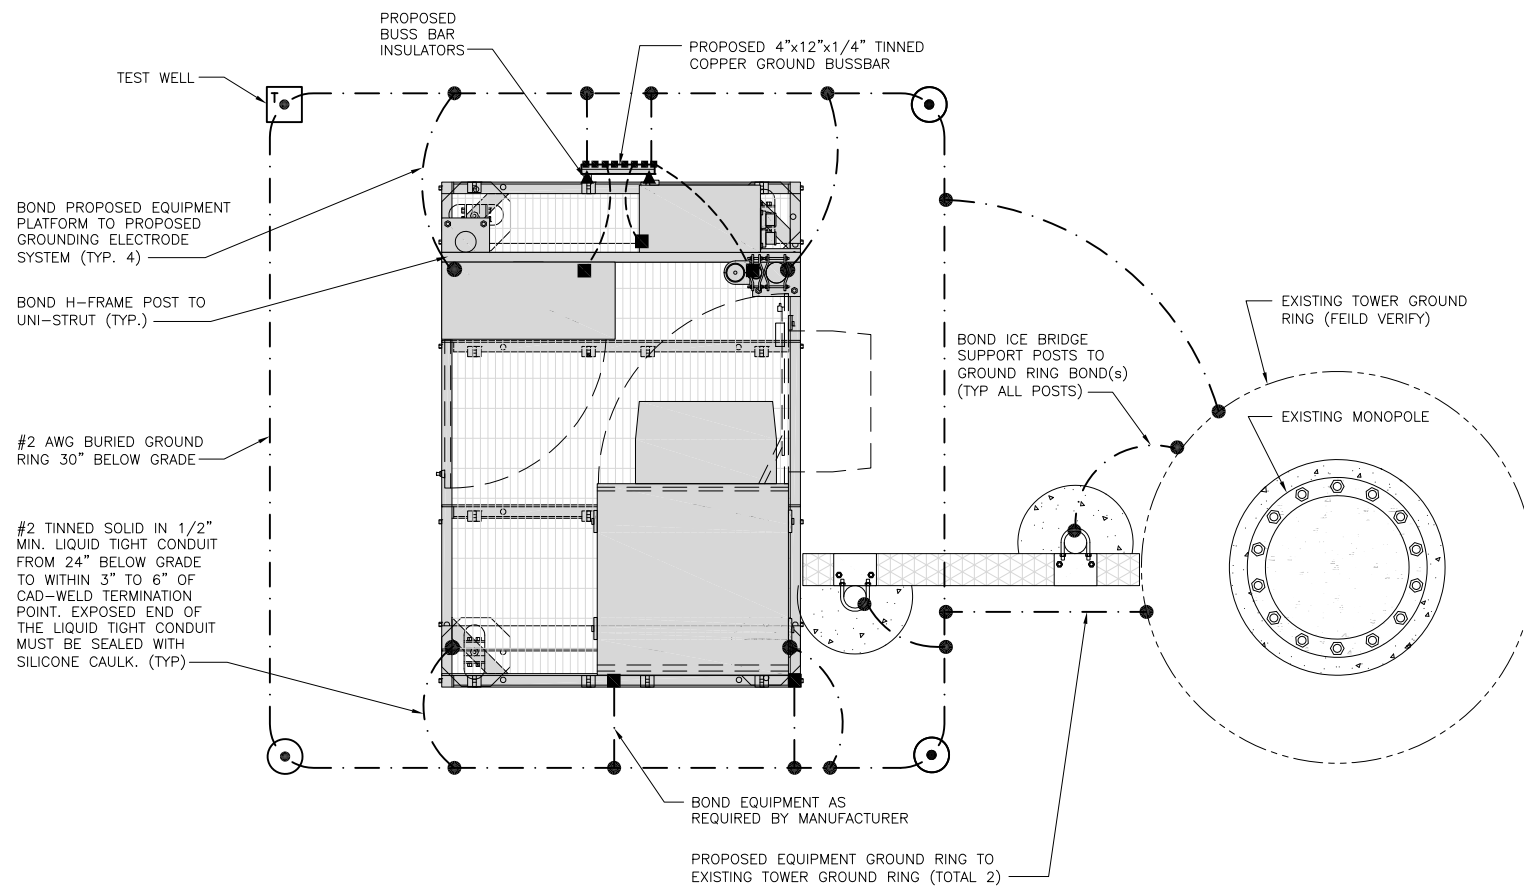 PROPOSED
BUSS BAR
INSULATORS
PROPOSED 4"x12"x1/4" TINNED
COPPER GROUND BUSSBAR
TEST WELL
T
BOND PROPOSED EQUIPMENT
PLATFORM TO PROPOSED
GROUNDING ELECTRODE
SYSTEM (TYP. 4)
BOND H-FRAME POST TO
UNI-STRUT (TYP.)
EXISTING TOWER GROUND
RING (FEILD VERIFY)
BOND ICE BRIDGE
SUPPORT POSTS TO
GROUND RING BOND(s)
(TYP ALL POSTS)
EXISTING MONOPOLE
#2 AWG BURIED GROUND
RING 30" BELOW GRADE
#2 TINNED SOLID IN 1/2"
MIN. LIQUID TIGHT CONDUIT
FROM 24" BELOW GRADE
TO WITHIN 3" TO 6" OF
CAD-WELD TERMINATION
POINT. EXPOSED END OF
THE LIQUID TIGHT CONDUIT
MUST BE SEALED WITH
SILICONE CAULK. (TYP)
BOND EQUIPMENT AS
REQUIRED BY MANUFACTURER
PROPOSED EQUIPMENT GROUND RING TO
EXISTING TOWER GROUND RING (TOTAL 2)